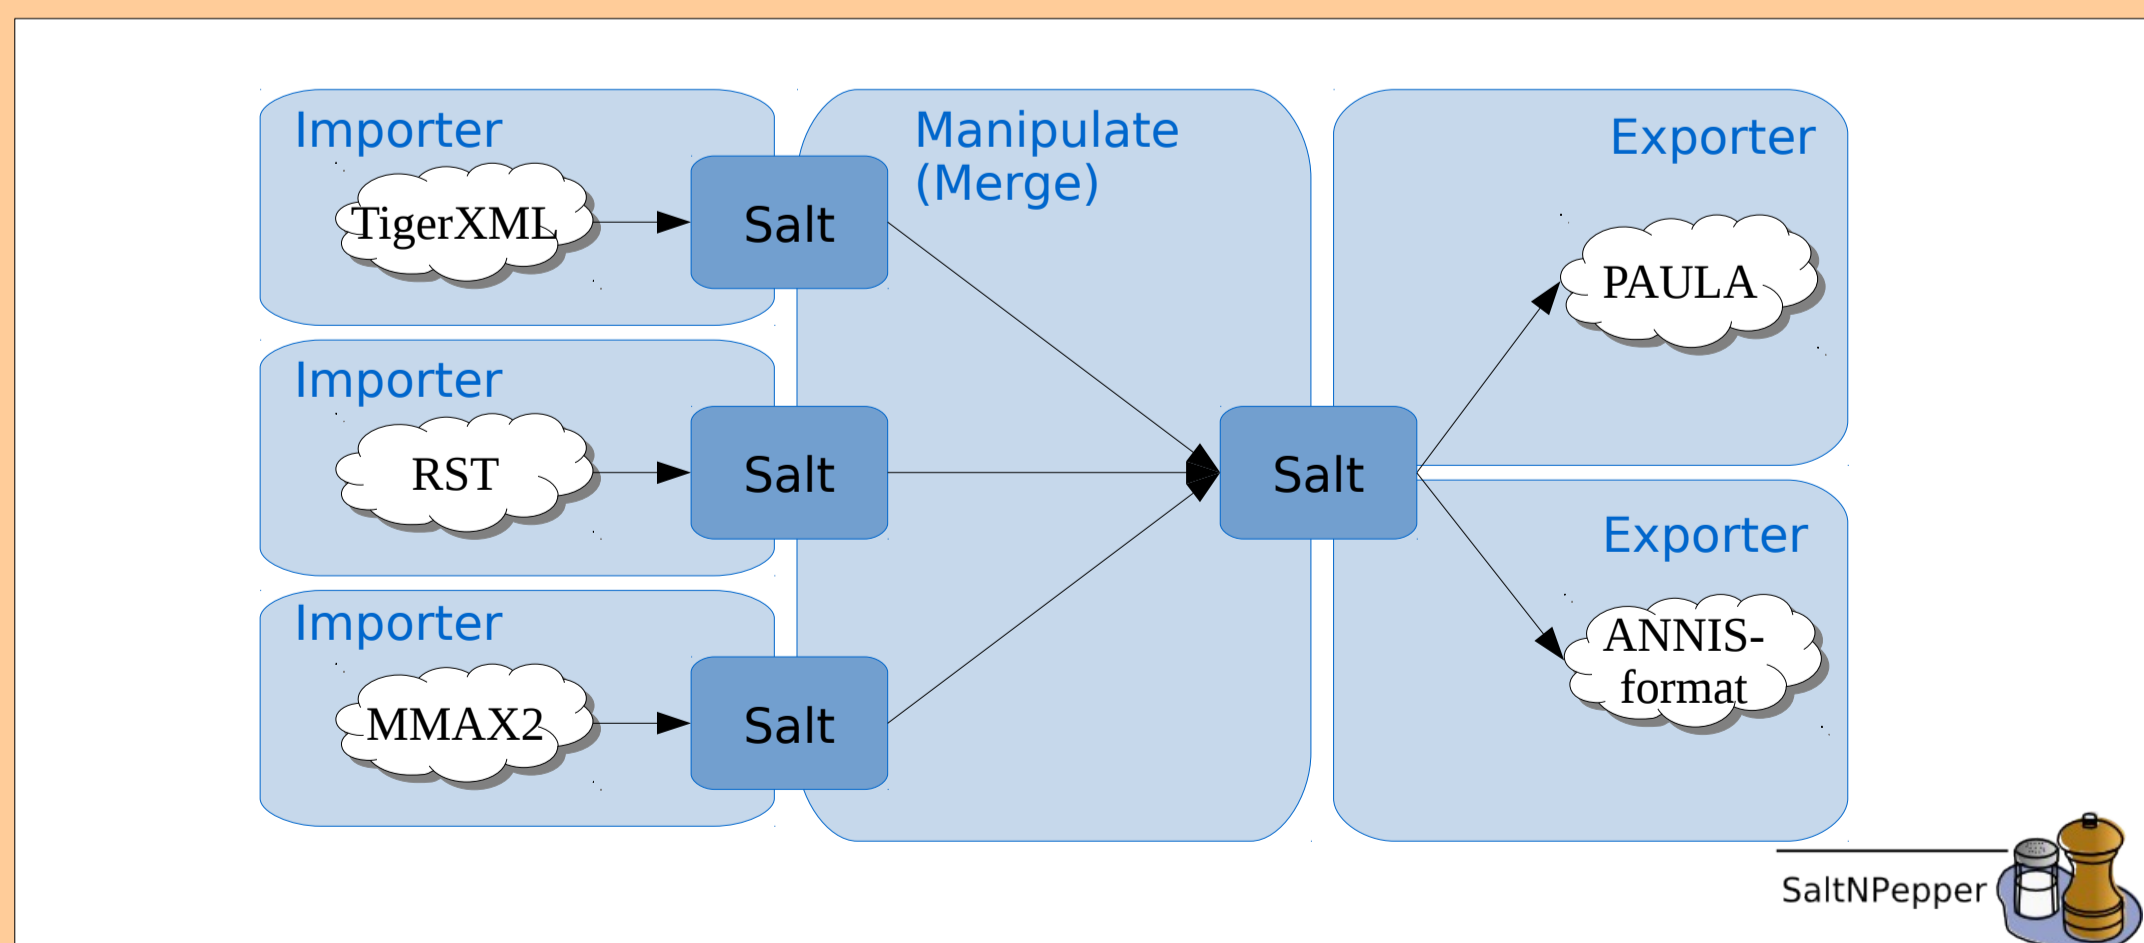 Importer
TigerXML
Salt
Manipulate
(Merge)
Exporter
PAULA
Importer
RST
Salt
Salt
Importer
MMAX2
Salt
Exporter
ANNIS-
format
SaltNPepper